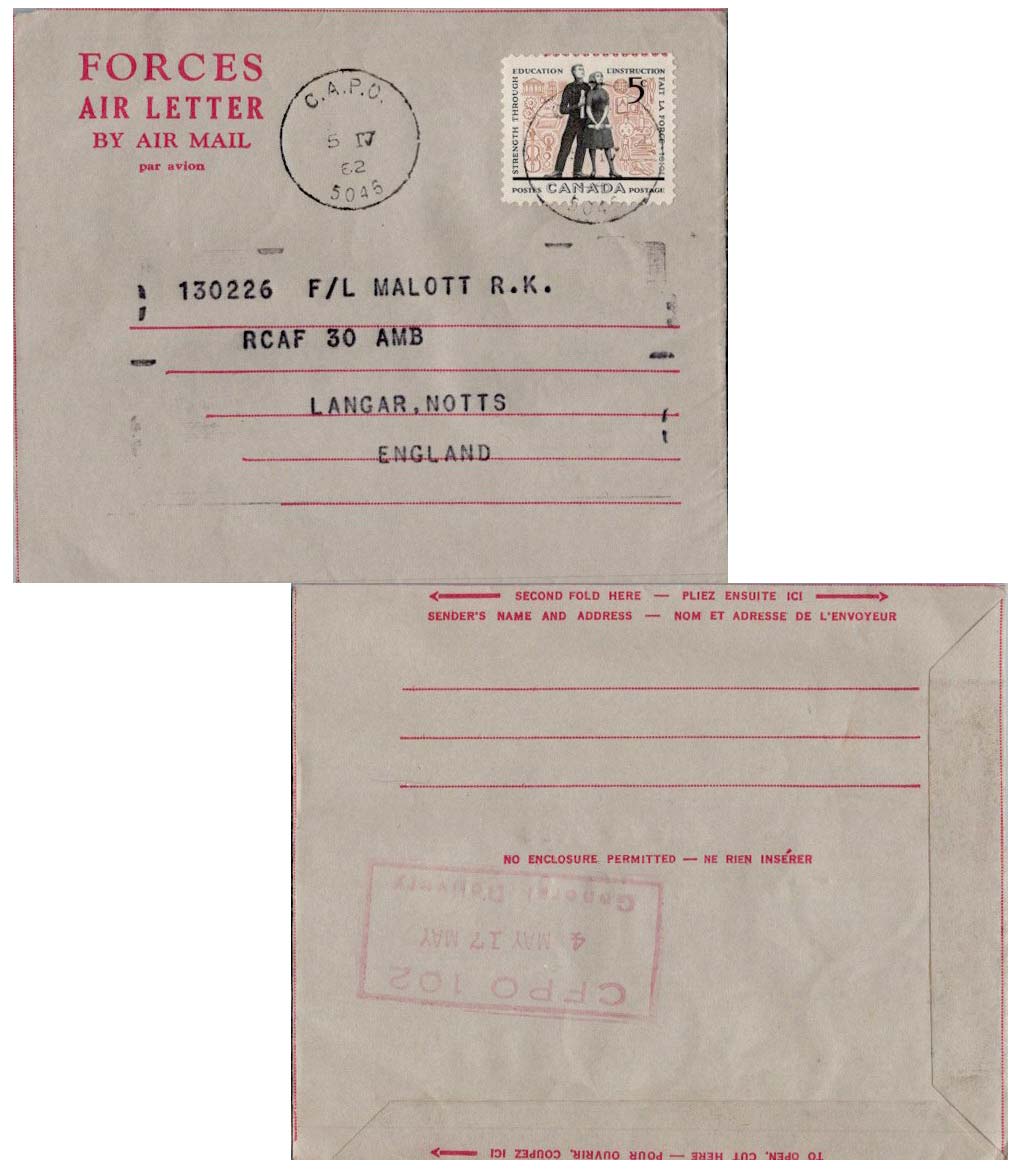 FORCES
AIR LETTER
BY AIR MAIL
par avion
C.A.P.O.
5 IV
62
5046
EDUCATION L'INSTRUCTION
STRENGTH THROUGH
FAIT LA FORCE
5¢
POSTES CANADA POSTAGE
5046
130226 F/L MALOTT R.K.
RCAF 30 AMB
LANGAR, NOTTS
ENGLAND
SECOND FOLD HERE — PLIEZ ENSUITE ICI
SENDER'S NAME AND ADDRESS — NOM ET ADRESSE DE L'ENVOYEUR
NO ENCLOSURE PERMITTED — NE RIEN INSÉRER
CFPO 102
4 MAY 17 MAY
General Delivery
TO OPEN, CUT HERE — POUR OUVRIR, COUPEZ ICI